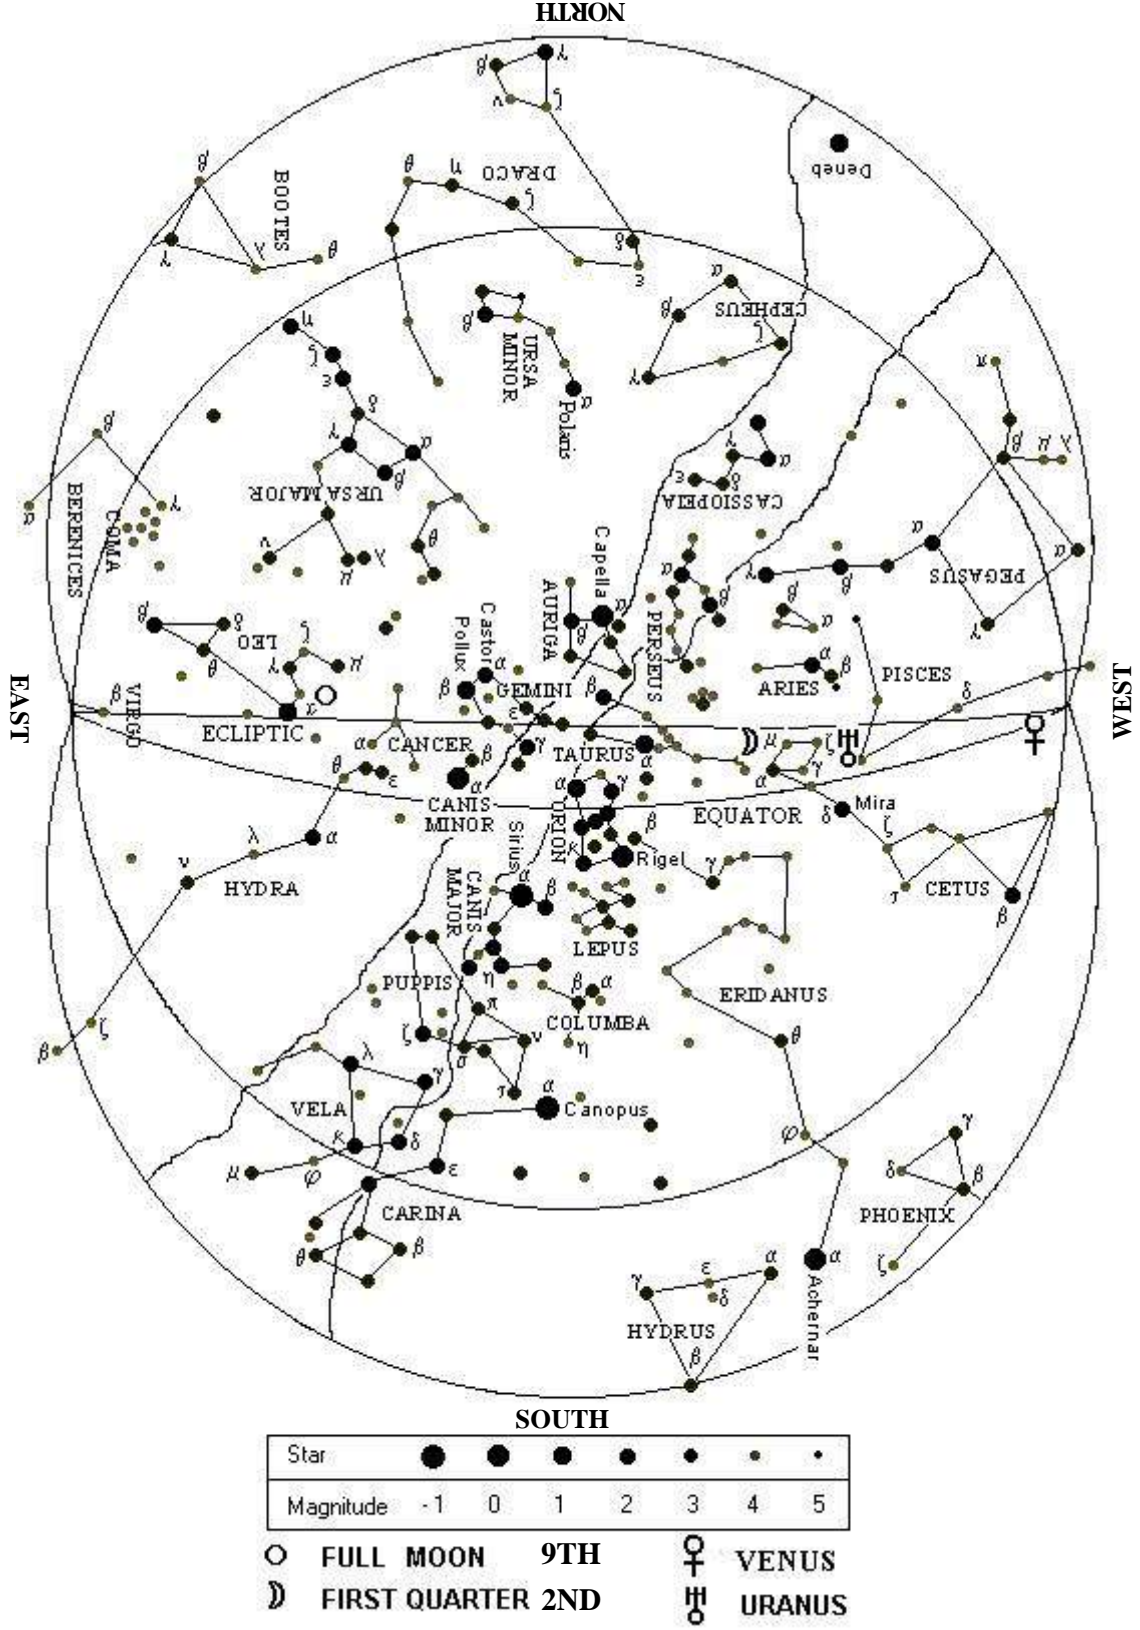 NORTH
γ
β
ν
ζ
Deneb
β
θ
η
DRACO
BOOTES
ζ
γ
λ
θ
δ
ε
α
CEPHEUS
β
β
URSA
MINOR
ζ
η
γ
π
ζ
ε
Polaris
α
δ
β
γ
α
γ
β
μ
λ
α
β
ε
δ
CASSIOPEIA
URSA MAJOR
α
γ
COMA
BERENICES
α
Capella
θ
ν
μ
λ
α
γ
β
PEGASUS
α
AURIGA
α
β
PERSEUS
β
β
α
γ
β
δ
LEO
ζ
Castor
Pollux
θ
γ
μ
α
α
β
ARIES
PISCES
β
GEMINI
β
δ
EAST
β
VIRGO
α
ECLIPTIC
ε
WEST
α
CANCER
γ
TAURUS
μ
ζ
β
α
θ
ε
α
α
γ
CANIS
MINOR
α
γ
ORION
EQUATOR
δ
Mira
Sirius
β
ζ
λ
α
κ
Rigel
ν
HYDRA
CANIS
MAJOR
α
β
γ
τ
CETUS
β
LEPUS
PUPPIS
η
β
α
ERIDANUS
π
COLUMBA
ζ
ν
η
θ
β
ζ
σ
λ
γ
τ
α
Canopus
VELA
κ
δ
φ
γ
μ
φ
ε
δ
β
CARINA
PHOENIX
θ
β
α
α
ζ
γ
ε
δ
Achernar
HYDRUS
β
SOUTH
Star
Magnitude -1 0 1 2 3 4 5
FULL MOON 9TH VENUS
FIRST QUARTER 2ND URANUS